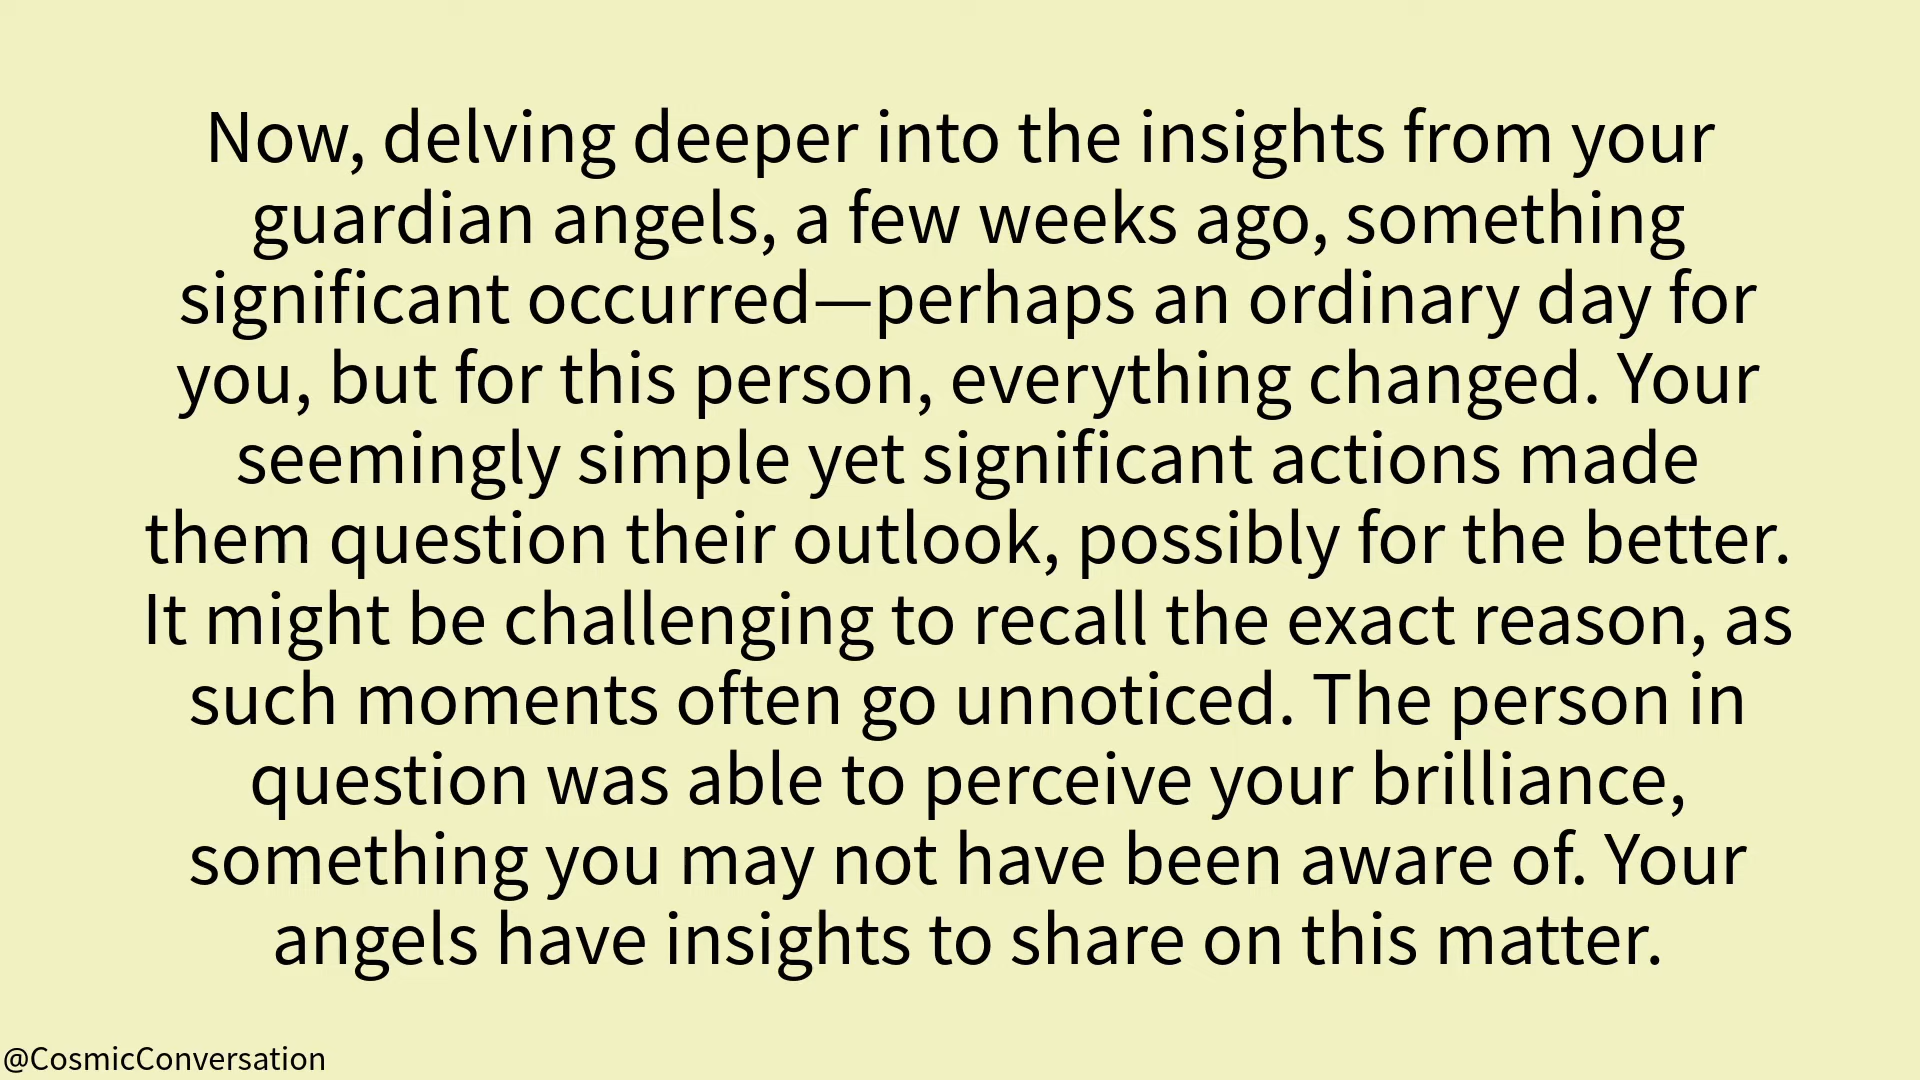 Now, delving deeper into the insights from your
guardian angels, a few weeks ago, something
significant occurred—perhaps an ordinary day for
you, but for this person, everything changed. Your
seemingly simple yet significant actions made
them question their outlook, possibly for the better.
It might be challenging to recall the exact reason, as
such moments often go unnoticed. The person in
question was able to perceive your brilliance,
something you may not have been aware of. Your
angels have insights to share on this matter.
@CosmicConversation